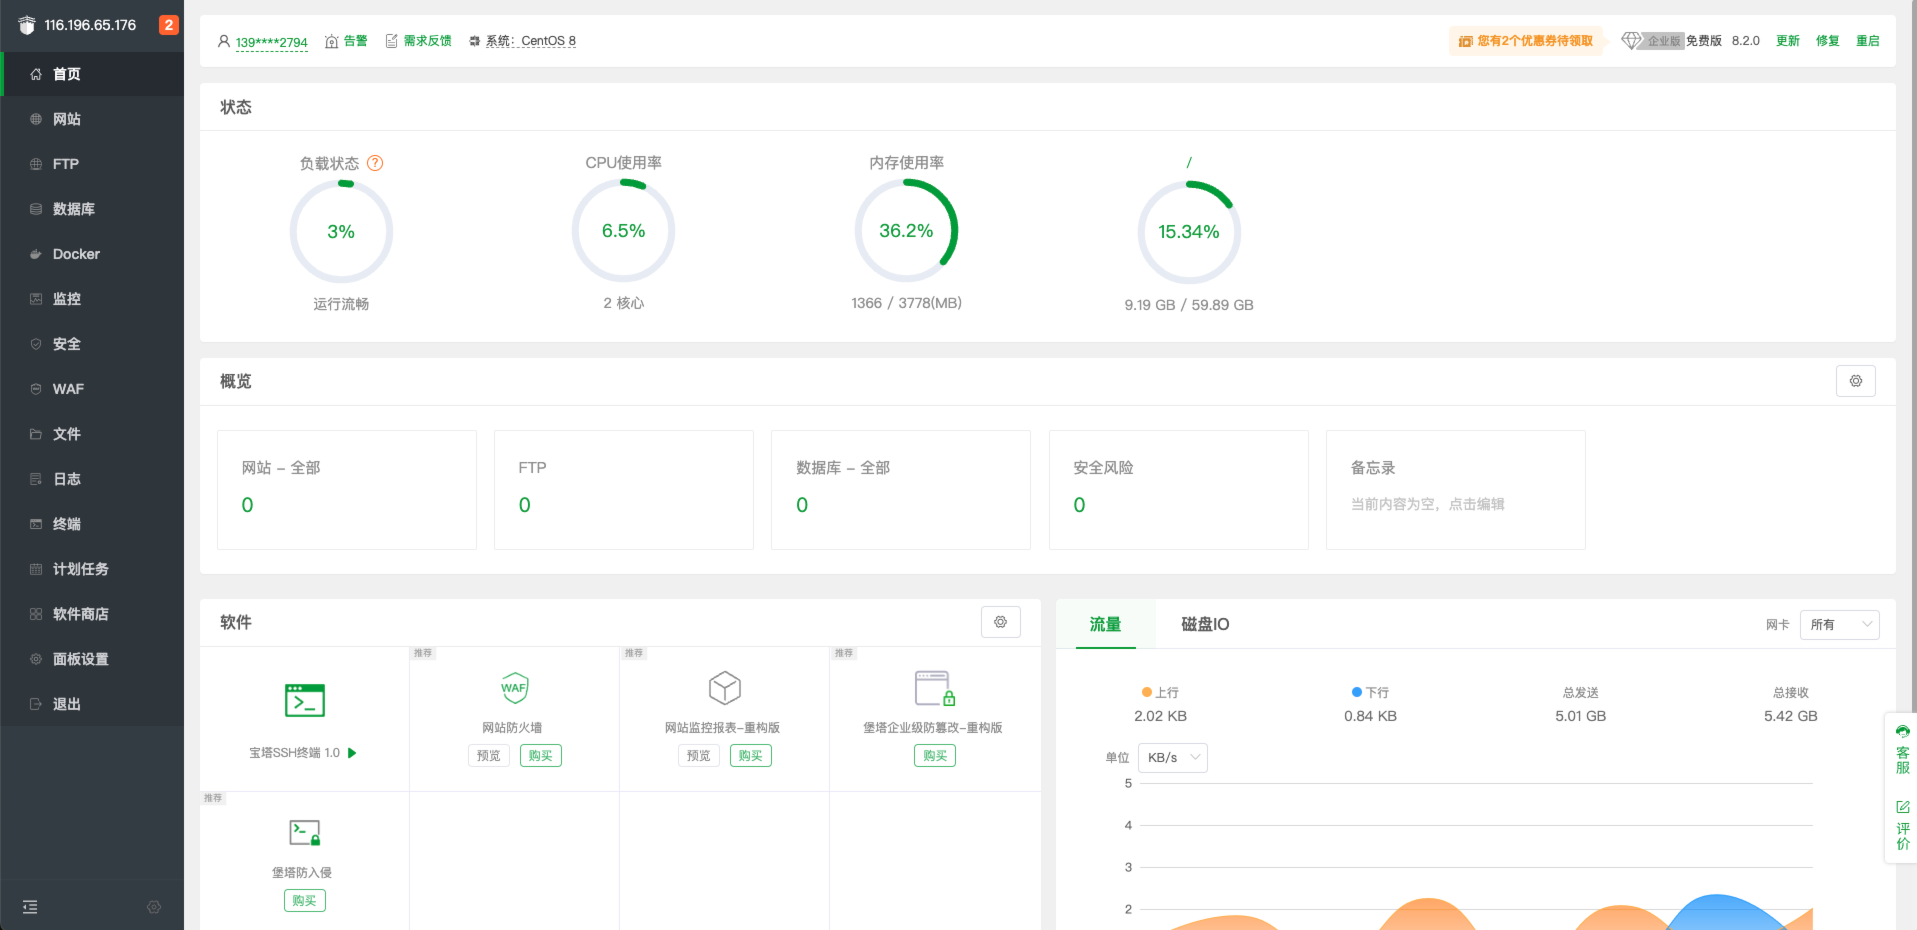 116.196.65.176 2
首页
网站
FTP
数据库
Docker
监控
安全
WAF
文件
日志
终端
计划任务
软件商店
面板设置
退出
139****2794 告警 需求反馈 系统：CentOS 8
您有2个优惠券待领取 企业版 免费版 8.2.0 更新 修复 重启
状态
负载状态 ? CPU使用率 内存使用率 /
3% 6.5% 36.2% 15.34%
运行流畅 2 核心 1366 / 3778(MB) 9.19 GB / 59.89 GB
概览
网站 – 全部 FTP 数据库 – 全部 安全风险 备忘录
0 0 0 0 当前内容为空，点击编辑
软件
推荐 推荐 推荐
WAF
宝塔SSH终端 1.0 网站防火墙 网站监控报表-重构版 堡塔企业级防篡改-重构版
预览 购买 预览 购买 购买
推荐
堡塔防入侵
购买
流量 磁盘IO 网卡 所有
上行 下行 总发送 总接收
2.02 KB 0.84 KB 5.01 GB 5.42 GB
单位 KB/s
5
4
3
2
客服
评价